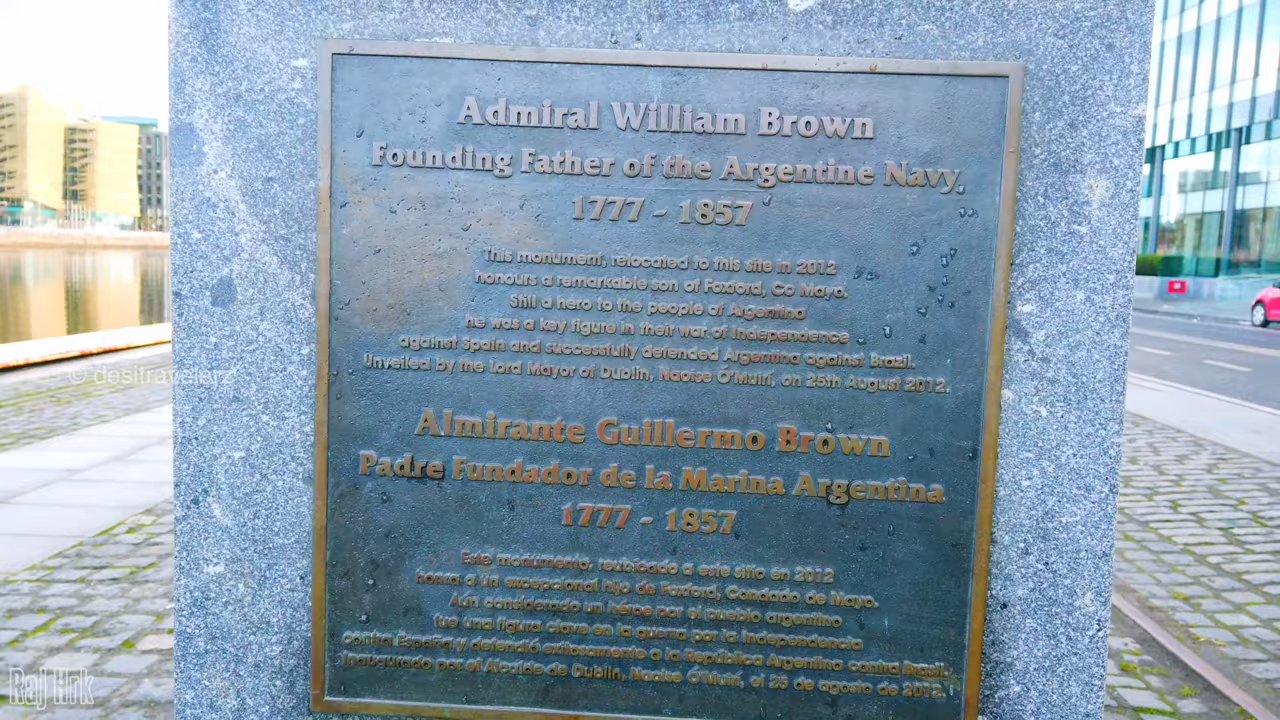 Admiral William Brown
Founding Father of the Argentine Navy,
1777 - 1857
This monument, relocated to this site in 2012
honours a remarkable son of Foxford, Co Mayo.
Still a hero to the people of Argentina
he was a key figure in their war of Independence
against Spain and successfully defended Argentina against Brazil.
Unveiled by the Lord Mayor of Dublin, Naoise Ó'Muirí, on 25th August 2012.
Almirante Guillermo Brown
Padre Fundador de la Marina Argentina
1777 - 1857
Este monumento, reubicado a este sitio en 2012
honra a un excepcional hijo de Foxford, Condado de Mayo.
Aún considerado un héroe por el pueblo argentino
fue una figura clave en la guerra por la Independencia
contra España y defendió exitosamente a la República Argentina contra Brasil.
Inaugurado por el Alcalde de Dublin, Naoise Ó'Muirí, el 25 de agosto de 2012.
© desitraveler
Raj Hrk